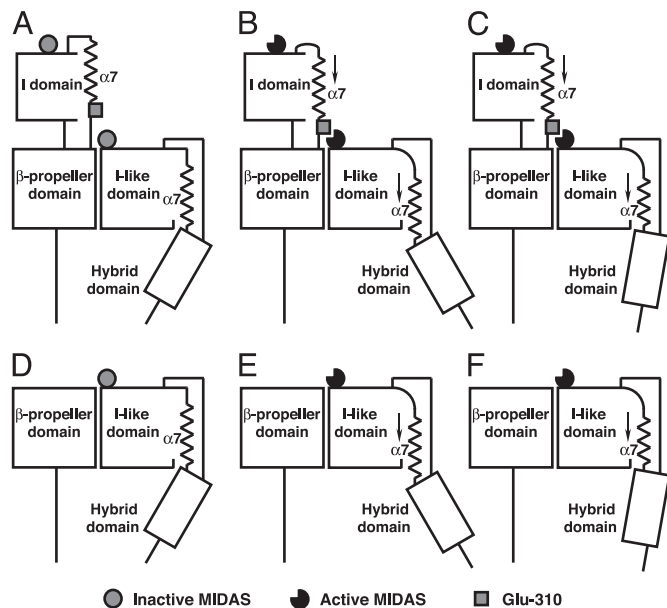 A
B
C
I domain
α7
I domain
α7
I domain
α7
β-propeller
domain
I-like
domain
α7
β-propeller
domain
I-like
domain
α7
β-propeller
domain
I-like
domain
α7
Hybrid
domain
Hybrid
domain
Hybrid
domain
D
E
F
β-propeller
domain
I-like
domain
α7
β-propeller
domain
I-like
domain
α7
β-propeller
domain
I-like
domain
α7
Hybrid
domain
Hybrid
domain
Hybrid
domain
Inactive MIDAS
Active MIDAS
Glu-310